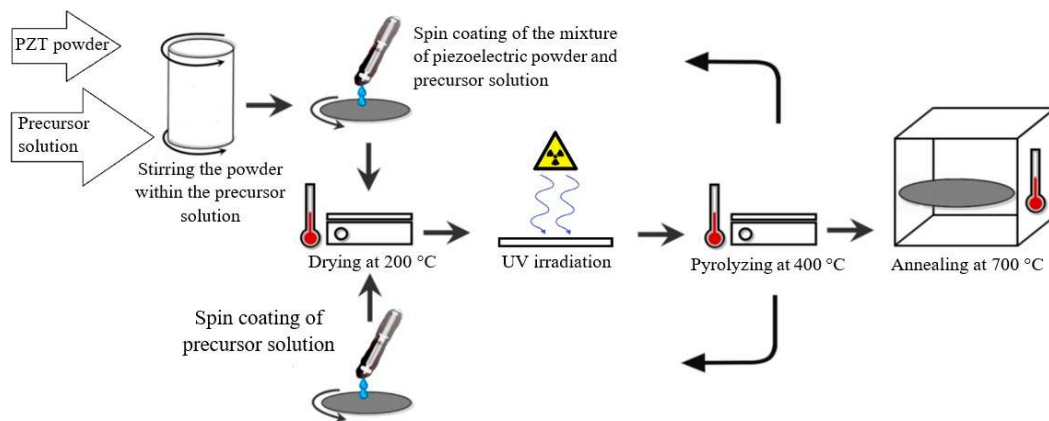 PZT powder
Precursor
solution
Stirring the powder
within the precursor
solution
Spin coating of the mixture
of piezoelectric powder and
precursor solution
Drying at 200 °C
UV irradiation
Pyrolyzing at 400 °C
Annealing at 700 °C
Spin coating of
precursor solution